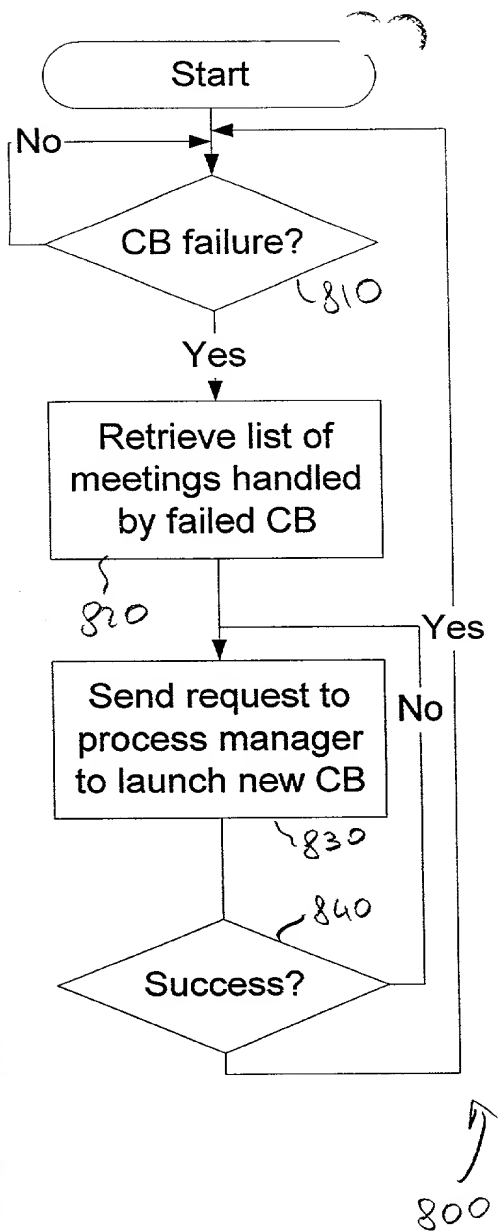 Start
No
CB failure?
810
Yes
Retrieve list of
meetings handled
by failed CB
820
Yes
Send request to
process manager
to launch new CB
No
830
840
Success?
800